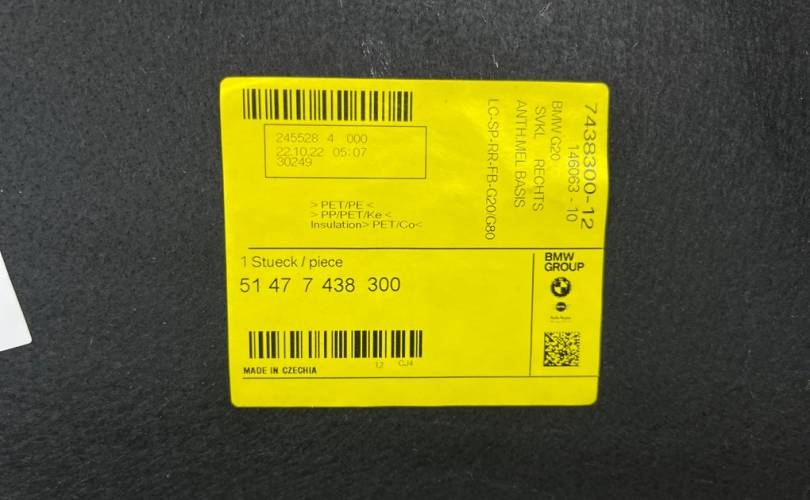 245528 4 000
22.10.22 05:07
30249
> PET/PE <
> PP/PET/Ke <
Insulation> PET/Co<
7438300-12
146063 - 10
BMW G20
SVKL RECHTS
ANTH.MEL BASIS
LC-SP-RR-FB-G20/G80
1 Stueck / piece
51 47 7 438 300
12 CJ4
MADE IN CZECHIA
BMW
GROUP